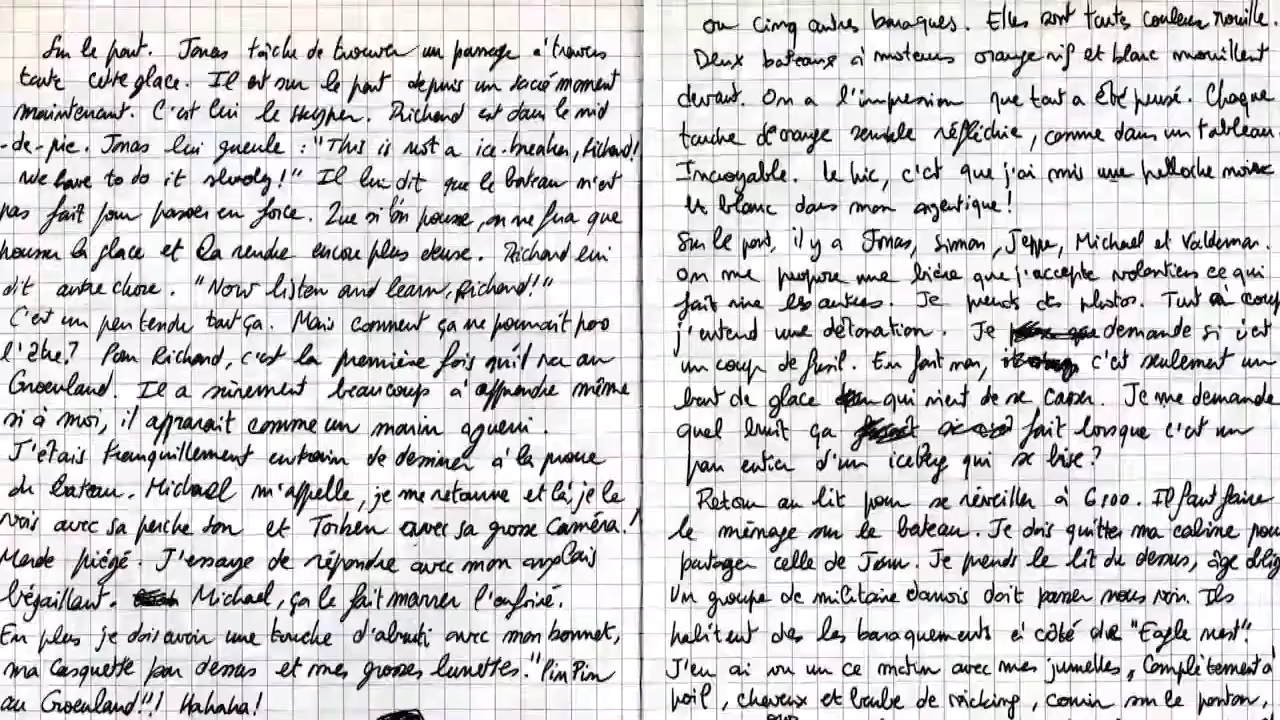 Sur le pont. Jonas tâche de trouver un passage à travers
toute cette glace. Il est sur le pont depuis un sacré moment
maintenant. C'est lui le skipper. Richard est dans le nid
-de-pie. Jonas lui gueule : "This is not a ice-breaker, Richard!
We have to do it slowly!" Il lui dit que le bateau n'est
pas fait pour passer en force. Que si l'on pousse, on ne fera que
pousser la glace et la rendre encore plus dense. Richard lui
dit autre chose. "Now listen and learn, Richard!"
C'est un peu tendu tout ça. Mais comment ça ne pourrait pas
l'être? Pour Richard, c'est la première fois qu'il va au
Groenland. Il a sûrement beaucoup à apprendre même
si à moi, il apparait comme un marin aguerri.
J'étais tranquillement entrain de dessiner à la proue
du bateau. Michael m'appelle, je me retourne et là, je le
vois avec sa perche son et Torben avec sa grosse caméra!
Merde piégé. J'essaye de répondre avec mon anglais
bégaillant. Michael, ça le fait marrer l'enfoiré.
En plus je dois avoir une touche d'abruti avec mon bonnet,
ma casquette par dessus et mes grosses lunettes. "PinPin
au Groenland!!! Hahaha!
ou cinq autres baraques. Elles sont toutes couleur rouille.
Deux bateaux à moteurs orange vif et blanc mouillent
devant. On a l'impression que tout a été pensé. Chaque
touche d'orange semble réfléchie, comme dans un tableau.
Incroyable. Le hic, c'est que j'ai mis une pelloche noire
et blanc dans mon argentique!
Sur le pont, il y a Jonas, Simon, Jeppe, Michael et Valdemar.
On me propose une bière que j'accepte volontiers ce qui
fait rire les autres. Je prends des photos. Tout à coup
j'entend une détonation. Je demande si c'est
un coup de fusil. En fait non, c'est seulement un
bout de glace qui vient de se casser. Je me demande
quel bruit ça fait lorsque c'est un
pan entier d'un iceberg qui se brise?
Retour au lit pour se réveiller à 6h00. Il faut faire
le ménage sur le bateau. Je dois quitter ma cabine pour
partager celle de Jonas. Je prends le lit du dessus, âge oblig
Un groupe de militaire danois doit passer nous voir. Ils
habitent des les baraquements à côté de "Eagle nest".
J'en ai vu un ce matin avec mes jumelles, complètement à
poil, cheveux et barbe de viking, courir sur le ponton,